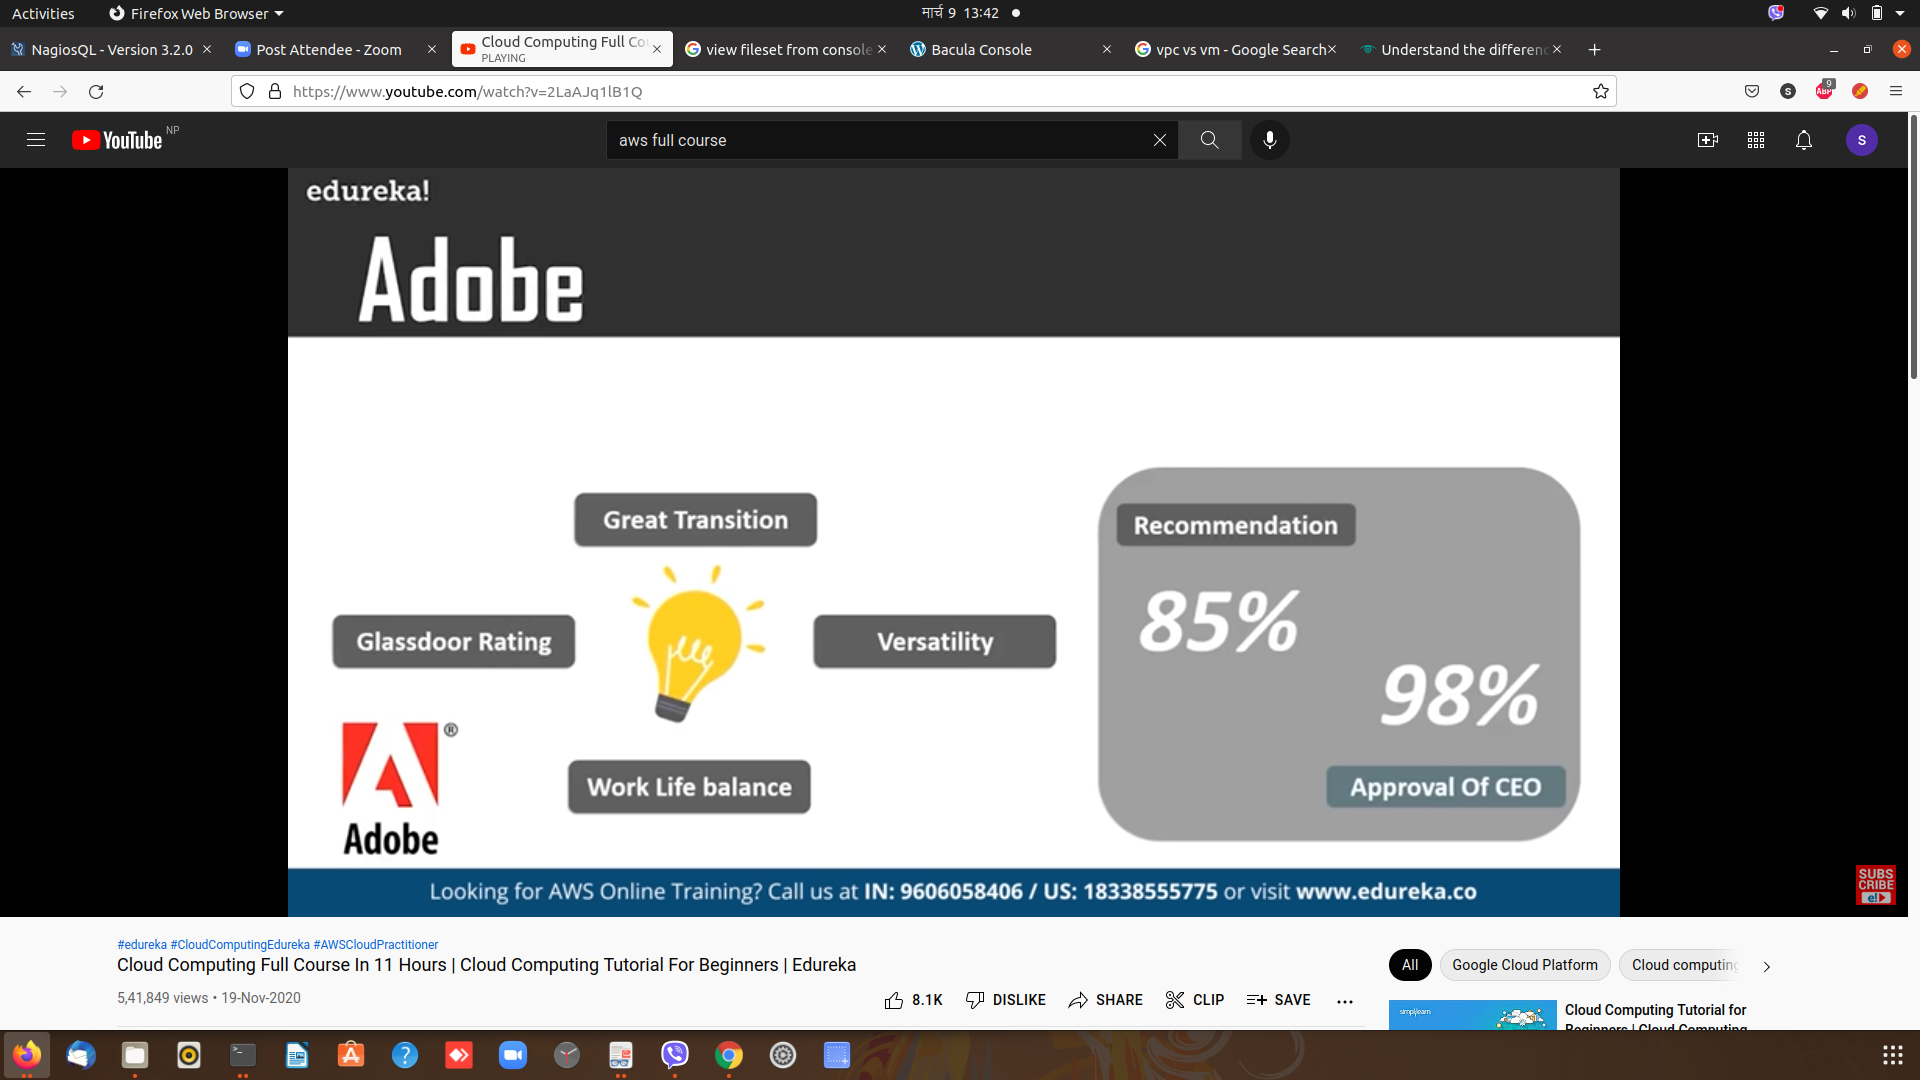 Activities
Firefox Web Browser
मार्च 9 13:42
NagiosQL - Version 3.2.0
Post Attendee - Zoom
Cloud Computing Full Co
PLAYING
view fileset from console
Bacula Console
vpc vs vm - Google Search
Understand the differenc
https://www.youtube.com/watch?v=2LaAJq1lB1Q
S
ABP
9
YouTube NP
aws full course
S
edureka!
Adobe
Great Transition
Recommendation
85%
Glassdoor Rating
Versatility
98%
Adobe ®
Work Life balance
Approval Of CEO
Looking for AWS Online Training? Call us at IN: 9606058406 / US: 18338555775 or visit www.edureka.co
SUBS
CRIBE
e!
#edureka #CloudComputingEdureka #AWSCloudPractitioner
Cloud Computing Full Course In 11 Hours | Cloud Computing Tutorial For Beginners | Edureka
5,41,849 views • 19-Nov-2020
8.1K
DISLIKE
SHARE
CLIP
SAVE
All
Google Cloud Platform
Cloud computing
simplilearn
Cloud Computing Tutorial for
Beginners | Cloud Computing